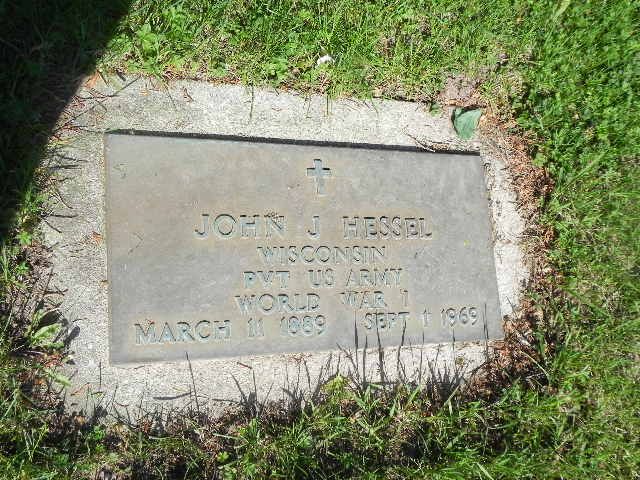 JOHN J HESSEL
WISCONSIN
PVT US ARMY
WORLD WAR I
MARCH 11 1889 SEPT 1 1969